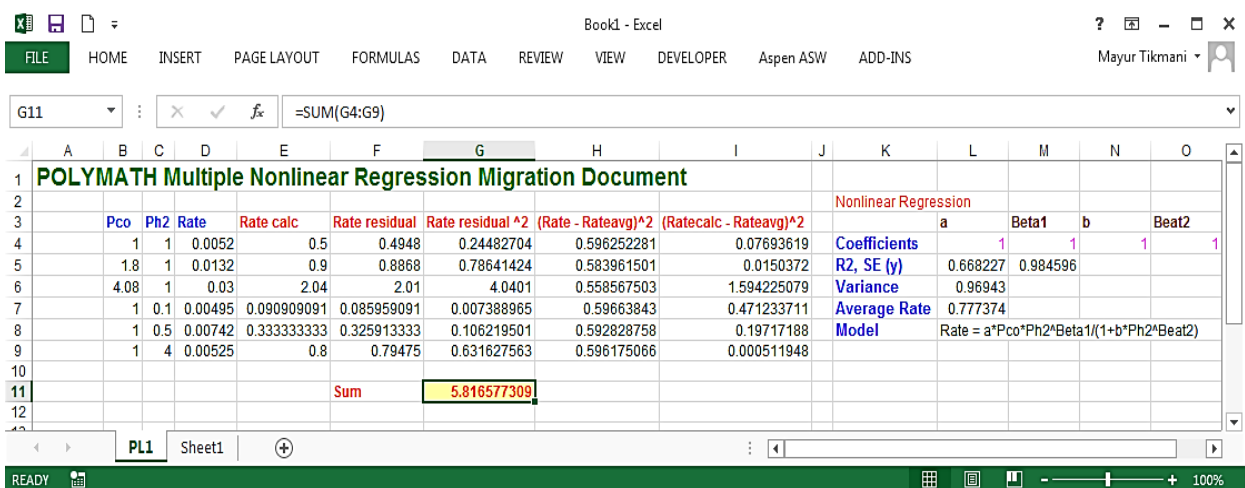 Book1 - Excel
FILE HOME INSERT PAGE LAYOUT FORMULAS DATA REVIEW VIEW DEVELOPER Aspen ASW ADD-INS Mayur Tikmani
G11 fx =SUM(G4:G9)
A B C D E F G H I J K L M N O
1 POLYMATH Multiple Nonlinear Regression Migration Document
2 Nonlinear Regression
3 Pco Ph2 Rate Rate calc Rate residual Rate residual ^2 (Rate - Rateavg)^2 (Ratecalc - Rateavg)^2 a Beta1 b Beat2
4 1 1 0.0052 0.5 0.4948 0.24482704 0.596252281 0.07693619 Coefficients 1 1 1 1
5 1.8 1 0.0132 0.9 0.8868 0.78641424 0.583961501 0.0150372 R2, SE (y) 0.668227 0.984596
6 4.08 1 0.03 2.04 2.01 4.0401 0.558567503 1.594225079 Variance 0.96943
7 1 0.1 0.00495 0.090909091 0.085959091 0.007388965 0.59663843 0.471233711 Average Rate 0.777374
8 1 0.5 0.00742 0.333333333 0.325913333 0.106219501 0.592828758 0.19717188 Model Rate = a*Pco*Ph2^Beta1/(1+b*Ph2^Beat2)
9 1 4 0.00525 0.8 0.79475 0.631627563 0.596175066 0.000511948
10
11 Sum 5.816577309
12
PL1 Sheet1
READY 100%